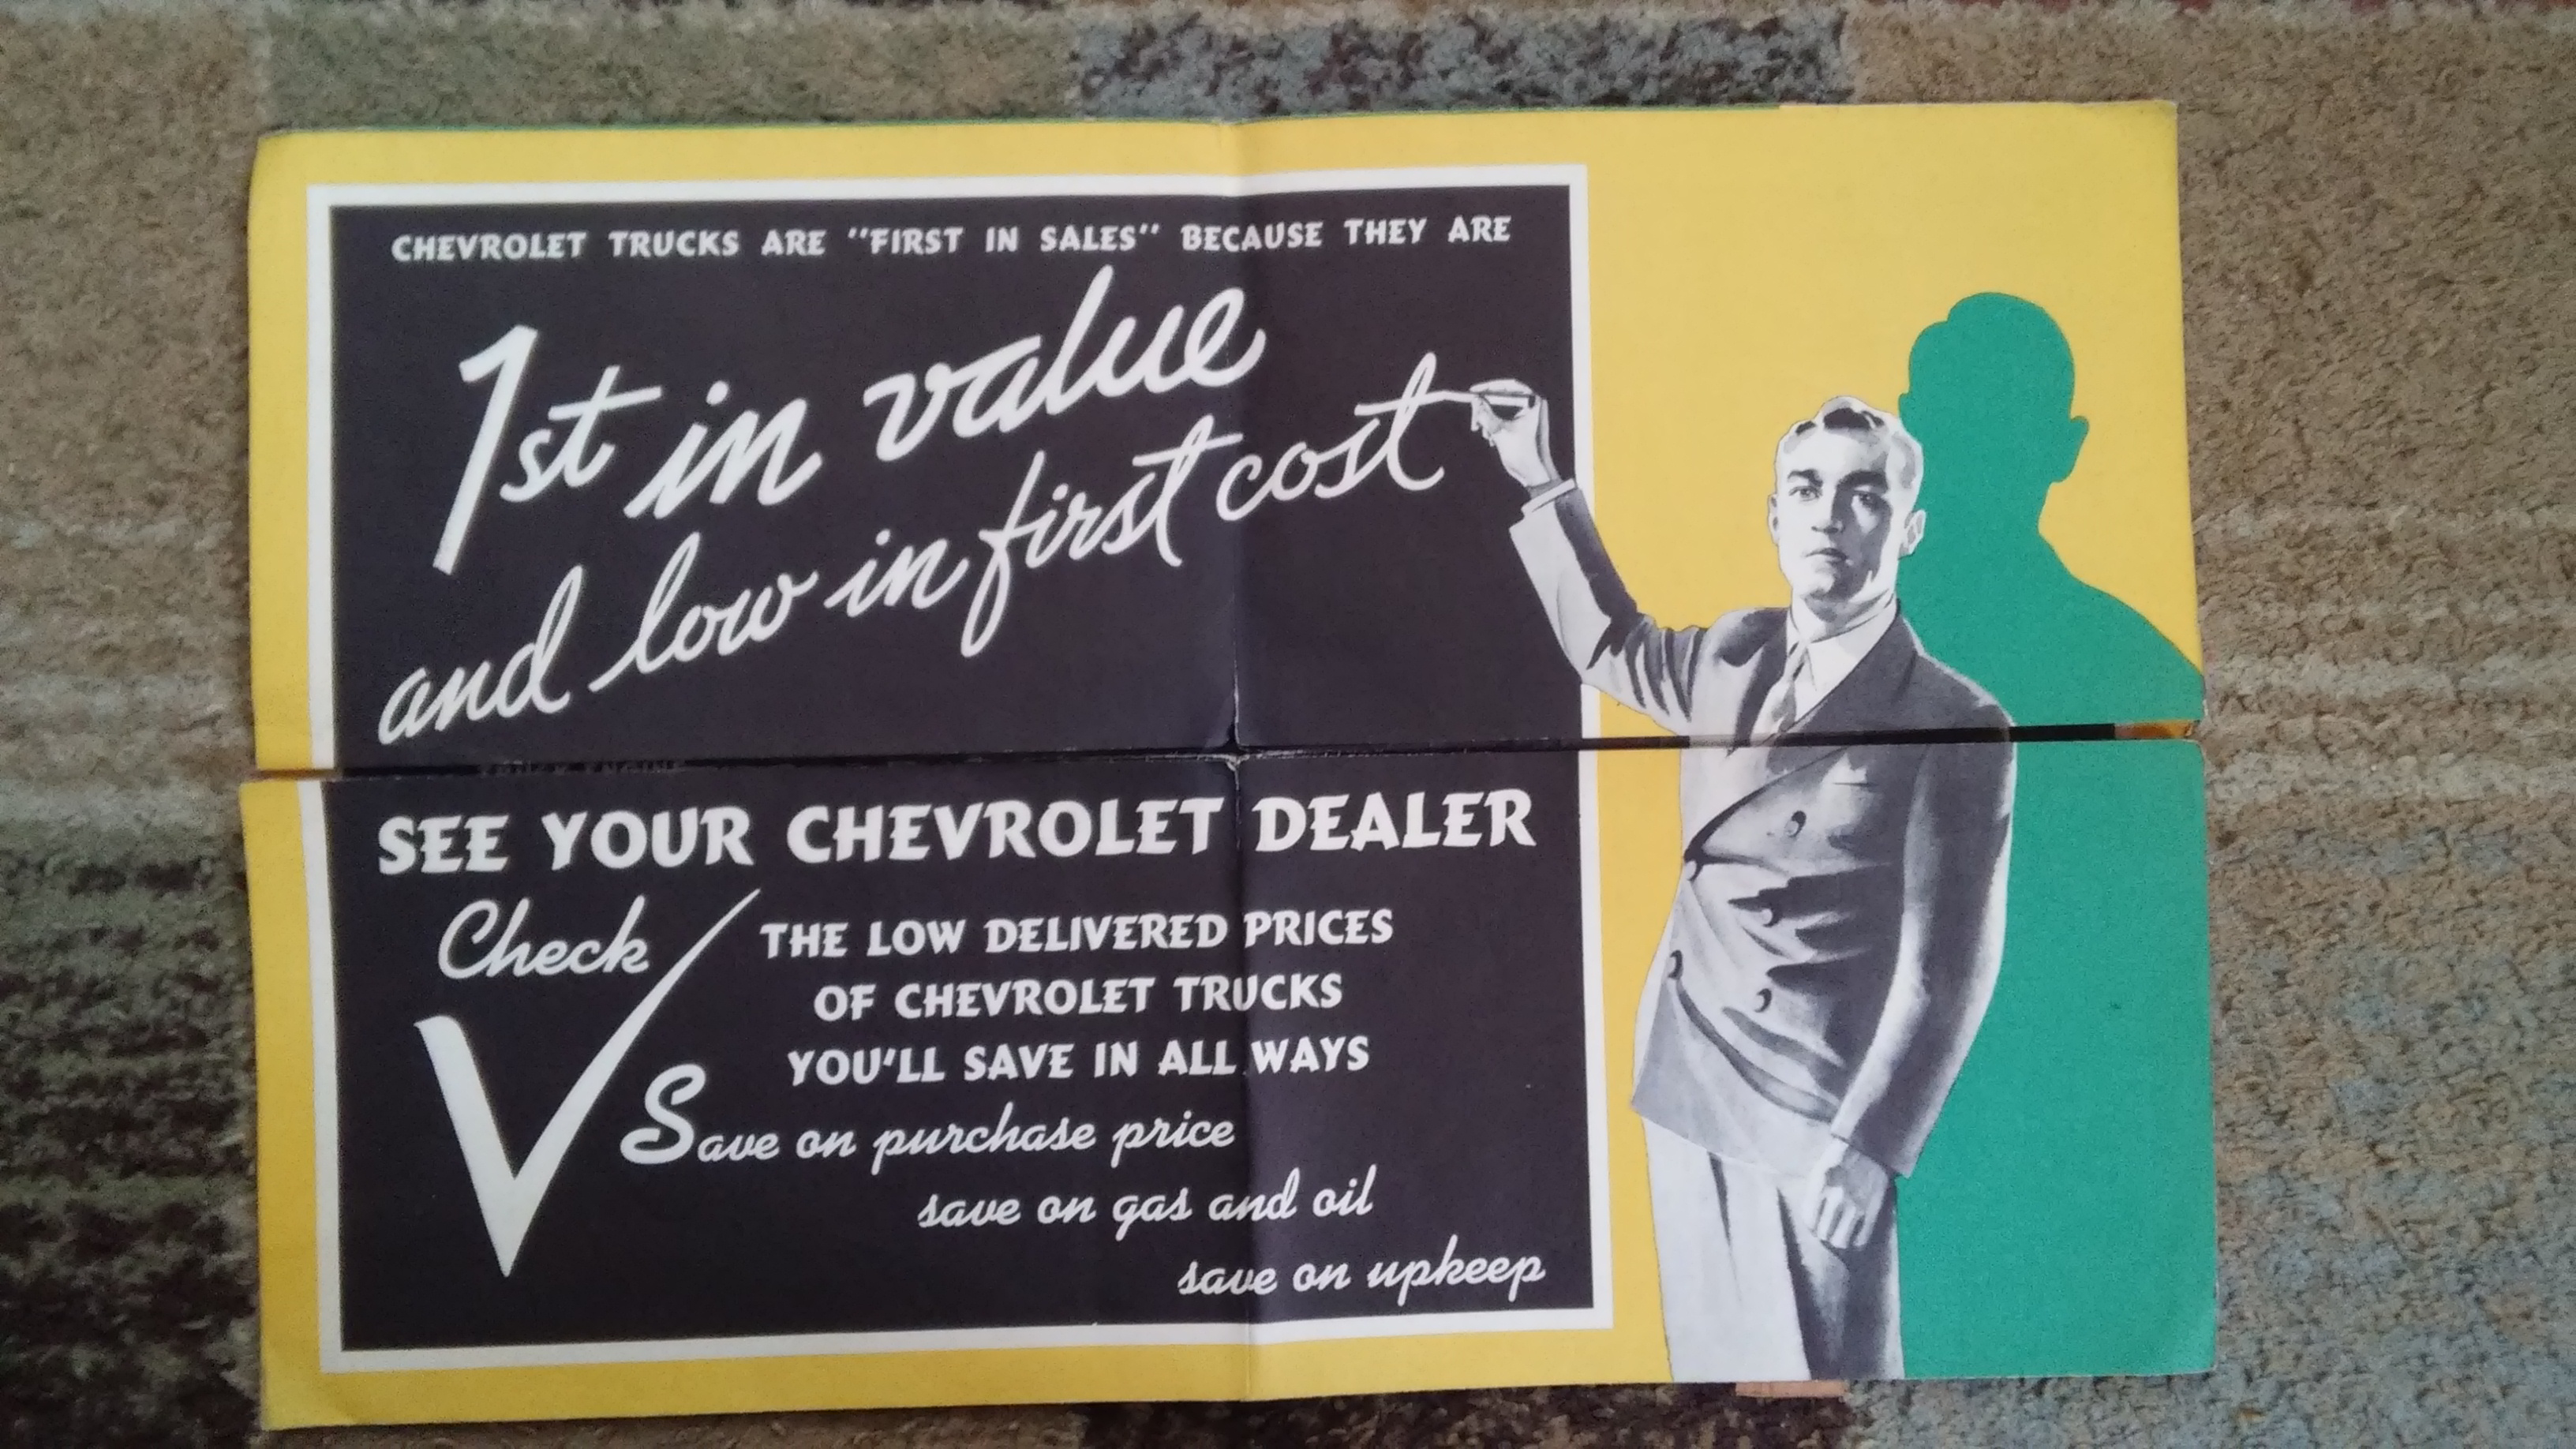 CHEVROLET TRUCKS ARE "FIRST IN SALES" BECAUSE THEY ARE
1st in value
and low in first cost
SEE YOUR CHEVROLET DEALER
Check
THE LOW DELIVERED PRICES
OF CHEVROLET TRUCKS
YOU'LL SAVE IN ALL WAYS
Save on purchase price
save on gas and oil
save on upkeep